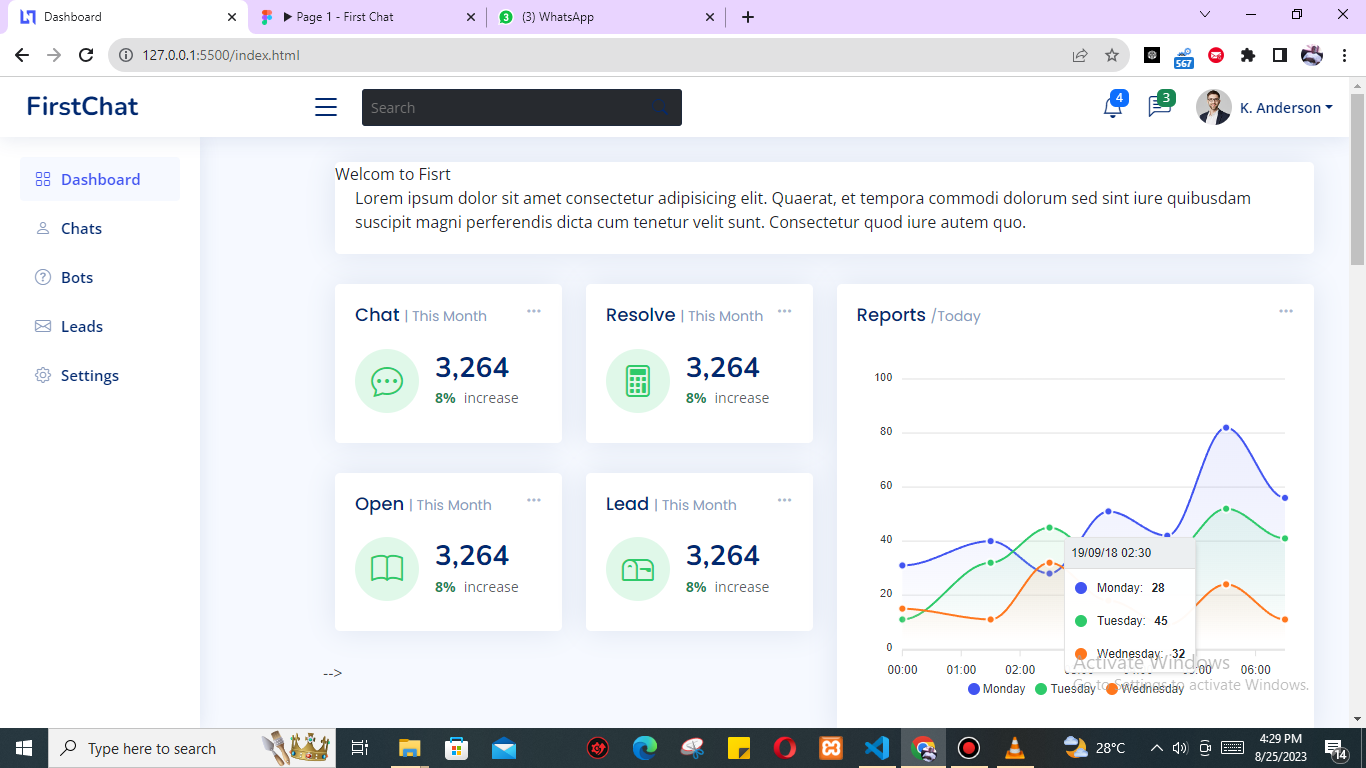 Dashboard
Page 1 - First Chat
(3) WhatsApp
127.0.0.1:5500/index.html
567
FirstChat
Search
4
3
K. Anderson
Dashboard
Chats
Bots
Leads
Settings
Welcom to Fisrt
Lorem ipsum dolor sit amet consectetur adipisicing elit. Quaerat, et tempora commodi dolorum sed sint iure quibusdam
suscipit magni perferendis dicta cum tenetur velit sunt. Consectetur quod iure autem quo.
Chat | This Month
3,264
8% increase
Resolve | This Month
3,264
8% increase
Open | This Month
3,264
8% increase
Lead | This Month
3,264
8% increase
-->
Reports /Today
100
80
60
40
20
0
19/09/18 02:30
Monday: 28
Tuesday: 45
Wednesday: 32
00:00 01:00 02:00 06:00
Monday Tuesday Wednesday
Activate Windows
Go to Settings to activate Windows.
Type here to search
28°C
4:29 PM
8/25/2023
14